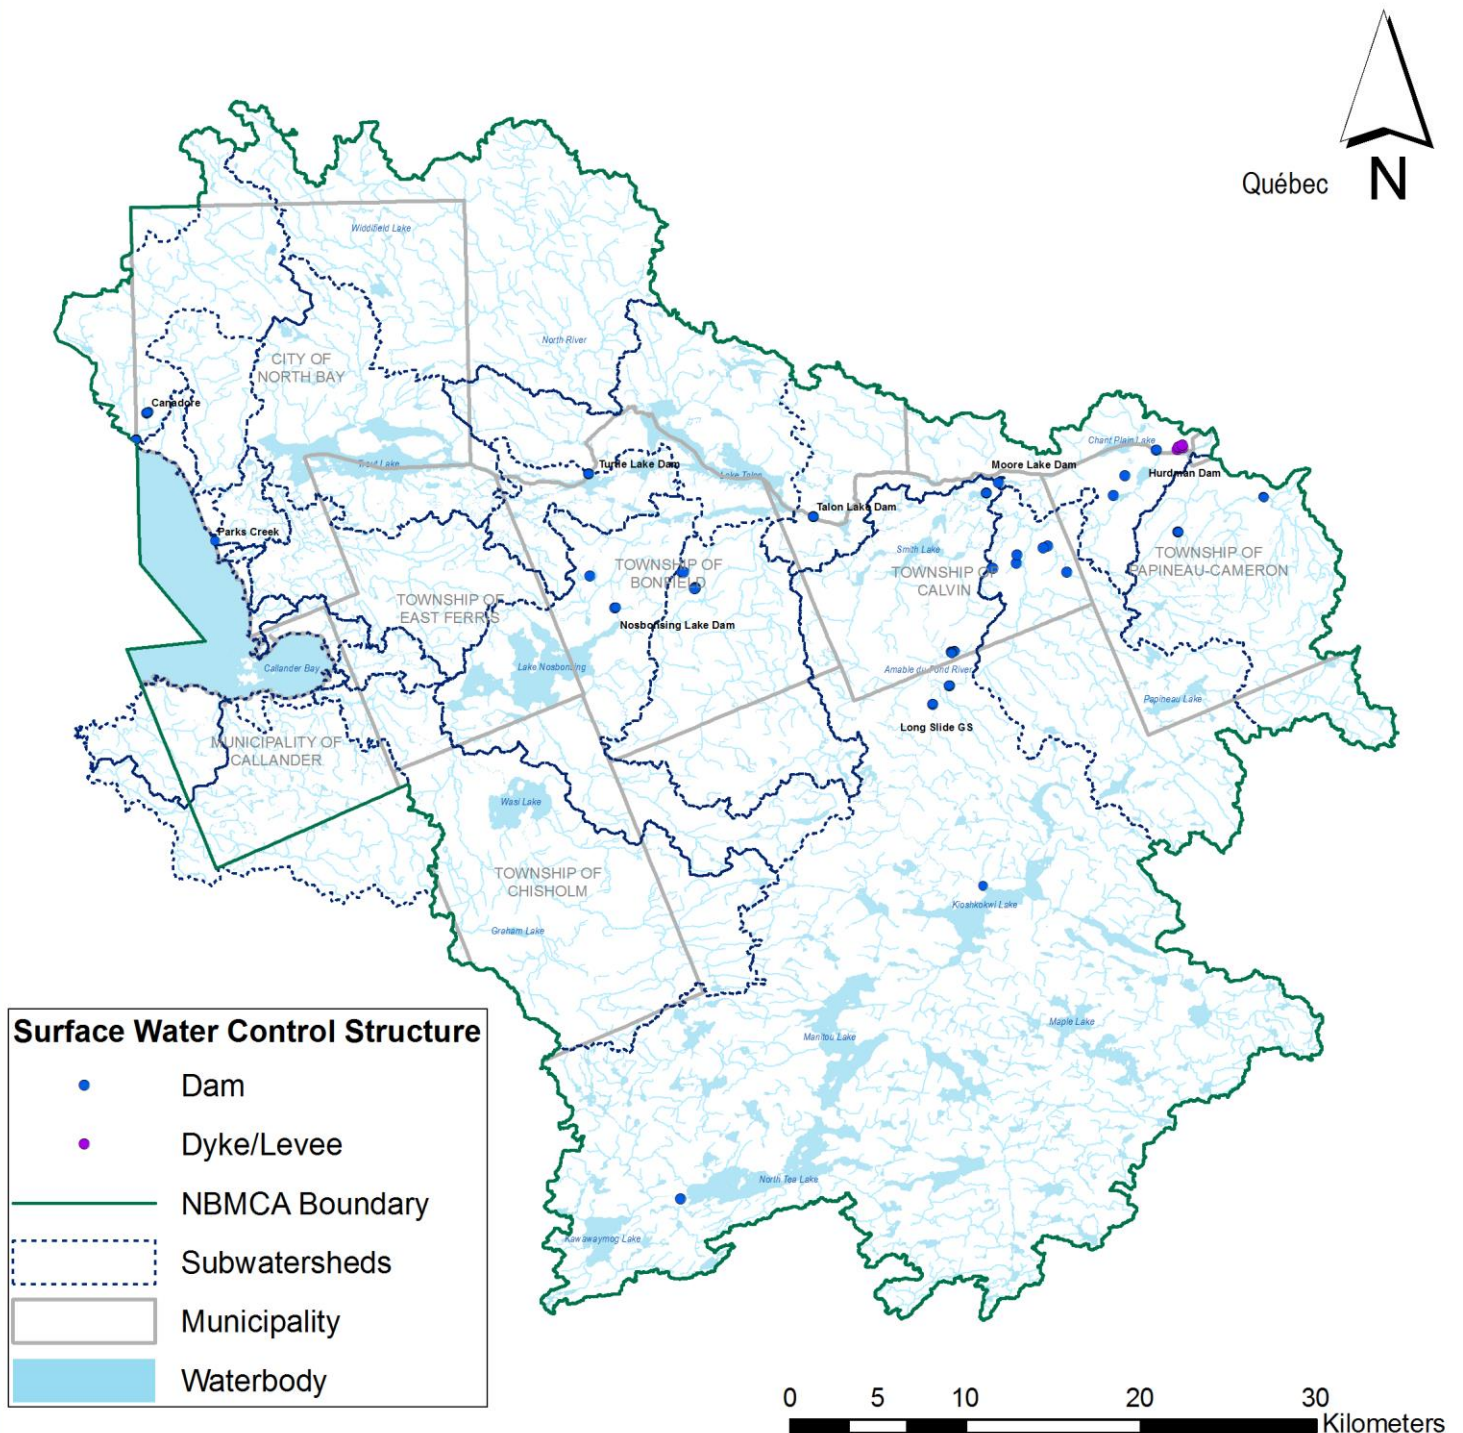 Québec
N
Widdifield Lake
North River
CITY OF
NORTH BAY
Canadore
Chant Plain Lake
Trout Lake
Turtle Lake Dam
Lake Talon
Moore Lake Dam
Hurdman Dam
Talon Lake Dam
Parks Creek
Smith Lake
TOWNSHIP OF
PAPINEAU-CAMERON
TOWNSHIP OF
BONFIELD
TOWNSHIP OF
CALVIN
TOWNSHIP OF
EAST FERRIS
Nosbonsing Lake Dam
Callander Bay
Lake Nosbonsing
Amable du Fond River
Papineau Lake
Long Slide GS
MUNICIPALITY OF
CALLANDER
Wasi Lake
TOWNSHIP OF
CHISHOLM
Kioshkokwi Lake
Graham Lake
Maple Lake
Manitou Lake
North Tea Lake
Kawawaymog Lake
Surface Water Control Structure
Dam
Dyke/Levee
NBMCA Boundary
Subwatersheds
Municipality
Waterbody
0 5 10 20 30
Kilometers